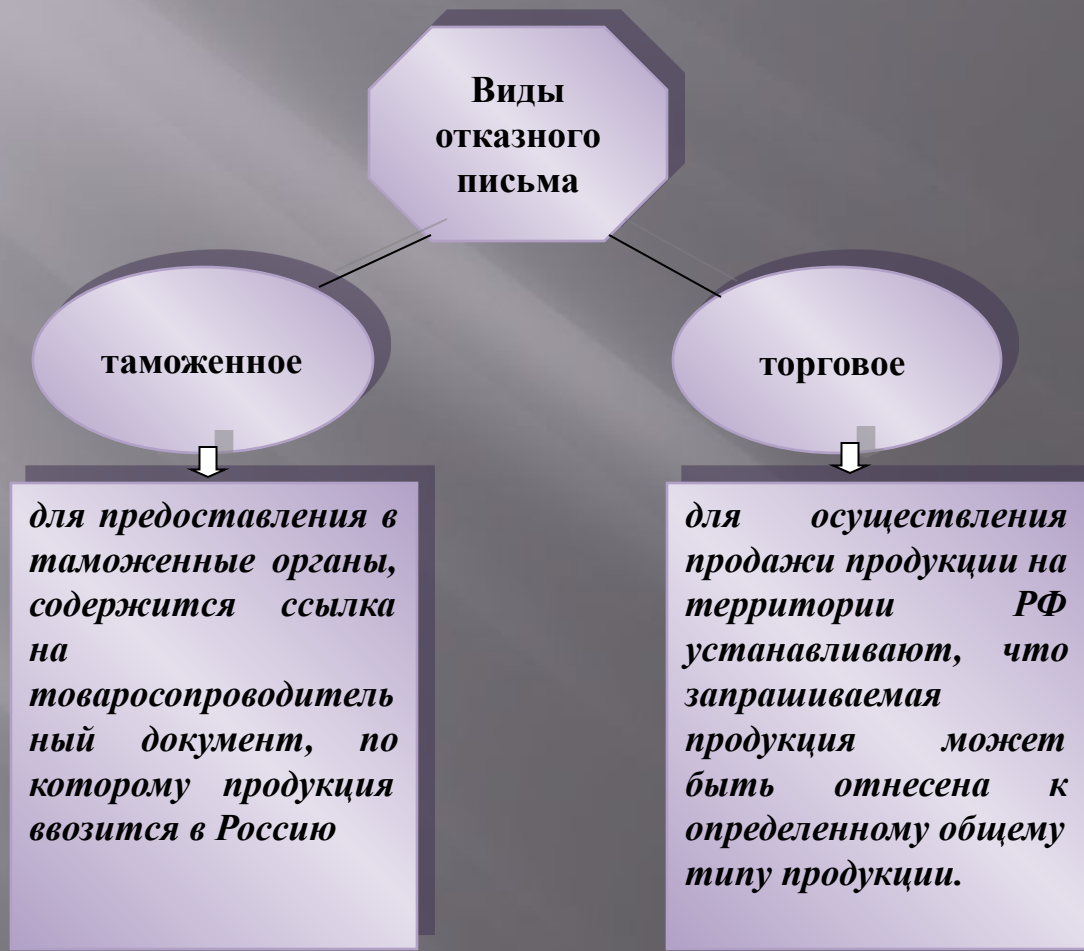 Виды
отказного
письма
таможенное
торговое
для предоставления в
таможенные органы,
содержится ссылка
на
товаросопроводитель
ный документ, по
которому продукция
ввозится в Россию
для осуществления
продажи продукции на
территории РФ
устанавливают, что
запрашиваемая
продукция может
быть отнесена к
определенному общему
типу продукции.